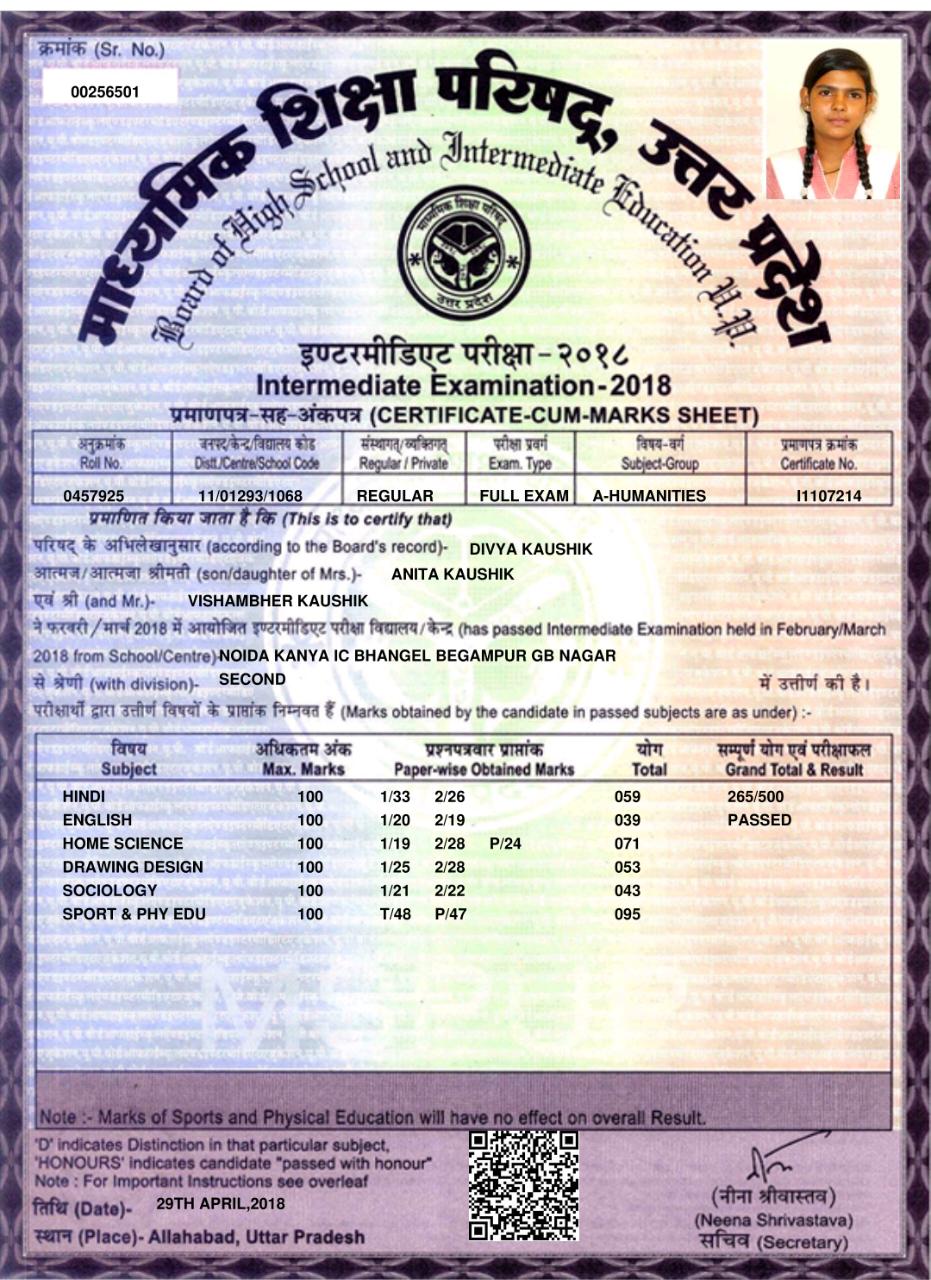 क्रमांक (Sr. No.)
00256501
माध्यमिक शिक्षा परिषद्, उत्तर प्रदेश
Board of High School and Intermediate Education U.P.
माध्यमिक शिक्षा परिषद्
उत्तर प्रदेश
इण्टरमीडिएट परीक्षा - २०१८
Intermediate Examination - 2018
प्रमाणपत्र-सह-अंकपत्र (CERTIFICATE-CUM-MARKS SHEET)
अनुक्रमांक जनपद/केन्द्र/विद्यालय कोड संस्थागत/व्यक्तिगत परीक्षा प्रवर्ग विषय-वर्ग प्रमाणपत्र क्रमांक
Roll No. Distt./Centre/School Code Regular / Private Exam. Type Subject-Group Certificate No.
0457925 11/01293/1068 REGULAR FULL EXAM A-HUMANITIES I1107214
प्रमाणित किया जाता है कि (This is to certify that)
परिषद् के अभिलेखानुसार (according to the Board's record)- DIVYA KAUSHIK
आत्मज/आत्मजा श्रीमती (son/daughter of Mrs.)- ANITA KAUSHIK
एवं श्री (and Mr.)- VISHAMBHER KAUSHIK
ने फरवरी/मार्च 2018 में आयोजित इण्टरमीडिएट परीक्षा विद्यालय/केन्द्र (has passed Intermediate Examination held in February/March
2018 from School/Centre)-NOIDA KANYA IC BHANGEL BEGAMPUR GB NAGAR
से श्रेणी (with division)- SECOND में उत्तीर्ण की है।
परीक्षार्थी द्वारा उत्तीर्ण विषयों के प्राप्तांक निम्नवत हैं (Marks obtained by the candidate in passed subjects are as under) :-
विषय अधिकतम अंक प्रश्नपत्रवार प्राप्तांक योग सम्पूर्ण योग एवं परीक्षाफल
Subject Max. Marks Paper-wise Obtained Marks Total Grand Total & Result
HINDI 100 1/33 2/26 059 265/500
ENGLISH 100 1/20 2/19 039 PASSED
HOME SCIENCE 100 1/19 2/28 P/24 071
DRAWING DESIGN 100 1/25 2/28 053
SOCIOLOGY 100 1/21 2/22 043
SPORT & PHY EDU 100 T/48 P/47 095
MSPUP
Note :- Marks of Sports and Physical Education will have no effect on overall Result.
'D' indicates Distinction in that particular subject,
'HONOURS' indicates candidate "passed with honour"
Note : For Important Instructions see overleaf
तिथि (Date)- 29TH APRIL,2018
स्थान (Place)- Allahabad, Uttar Pradesh
(नीना श्रीवास्तव)
(Neena Shrivastava)
सचिव (Secretary)